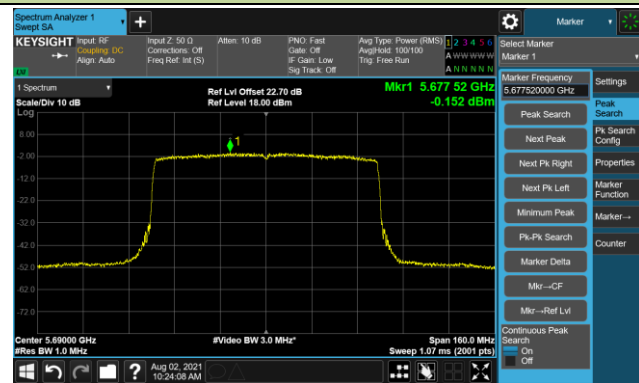 Spectrum Analyzer 1
Swept SA
Marker
KEYSIGHT
Input: RF
Coupling: DC
Align: Auto
Input Z: 50 Ω
Corrections: Off
Freq Ref: Int (S)
Atten: 10 dB
PNO: Fast
Gate: Off
IF Gain: Low
Sig Track: Off
Avg Type: Power (RMS)
Avg|Hold: 100/100
Trig: Free Run
1 2 3 4 5 6
A W W W W W
A N N N N N
Select Marker
Marker 1
1 Spectrum
Scale/Div 10 dB
Log
Ref Lvl Offset 22.70 dB
Ref Level 18.00 dBm
Mkr1 5.677 52 GHz
-0.152 dBm
1
8.00
-2.00
-12.0
-22.0
-32.0
-42.0
-52.0
-62.0
-72.0
Center 5.69000 GHz
#Res BW 1.0 MHz
#Video BW 3.0 MHz*
Span 160.0 MHz
Sweep 1.07 ms (2001 pts)
Marker Frequency
5.677520000 GHz
Peak Search
Next Peak
Next Pk Right
Next Pk Left
Minimum Peak
Pk-Pk Search
Marker Delta
Mkr→CF
Mkr→Ref Lvl
Continuous Peak
Search
On
Off
Settings
Peak
Search
Pk Search
Config
Properties
Marker
Function
Marker→
Counter
?
Aug 02, 2021
10:24:08 AM